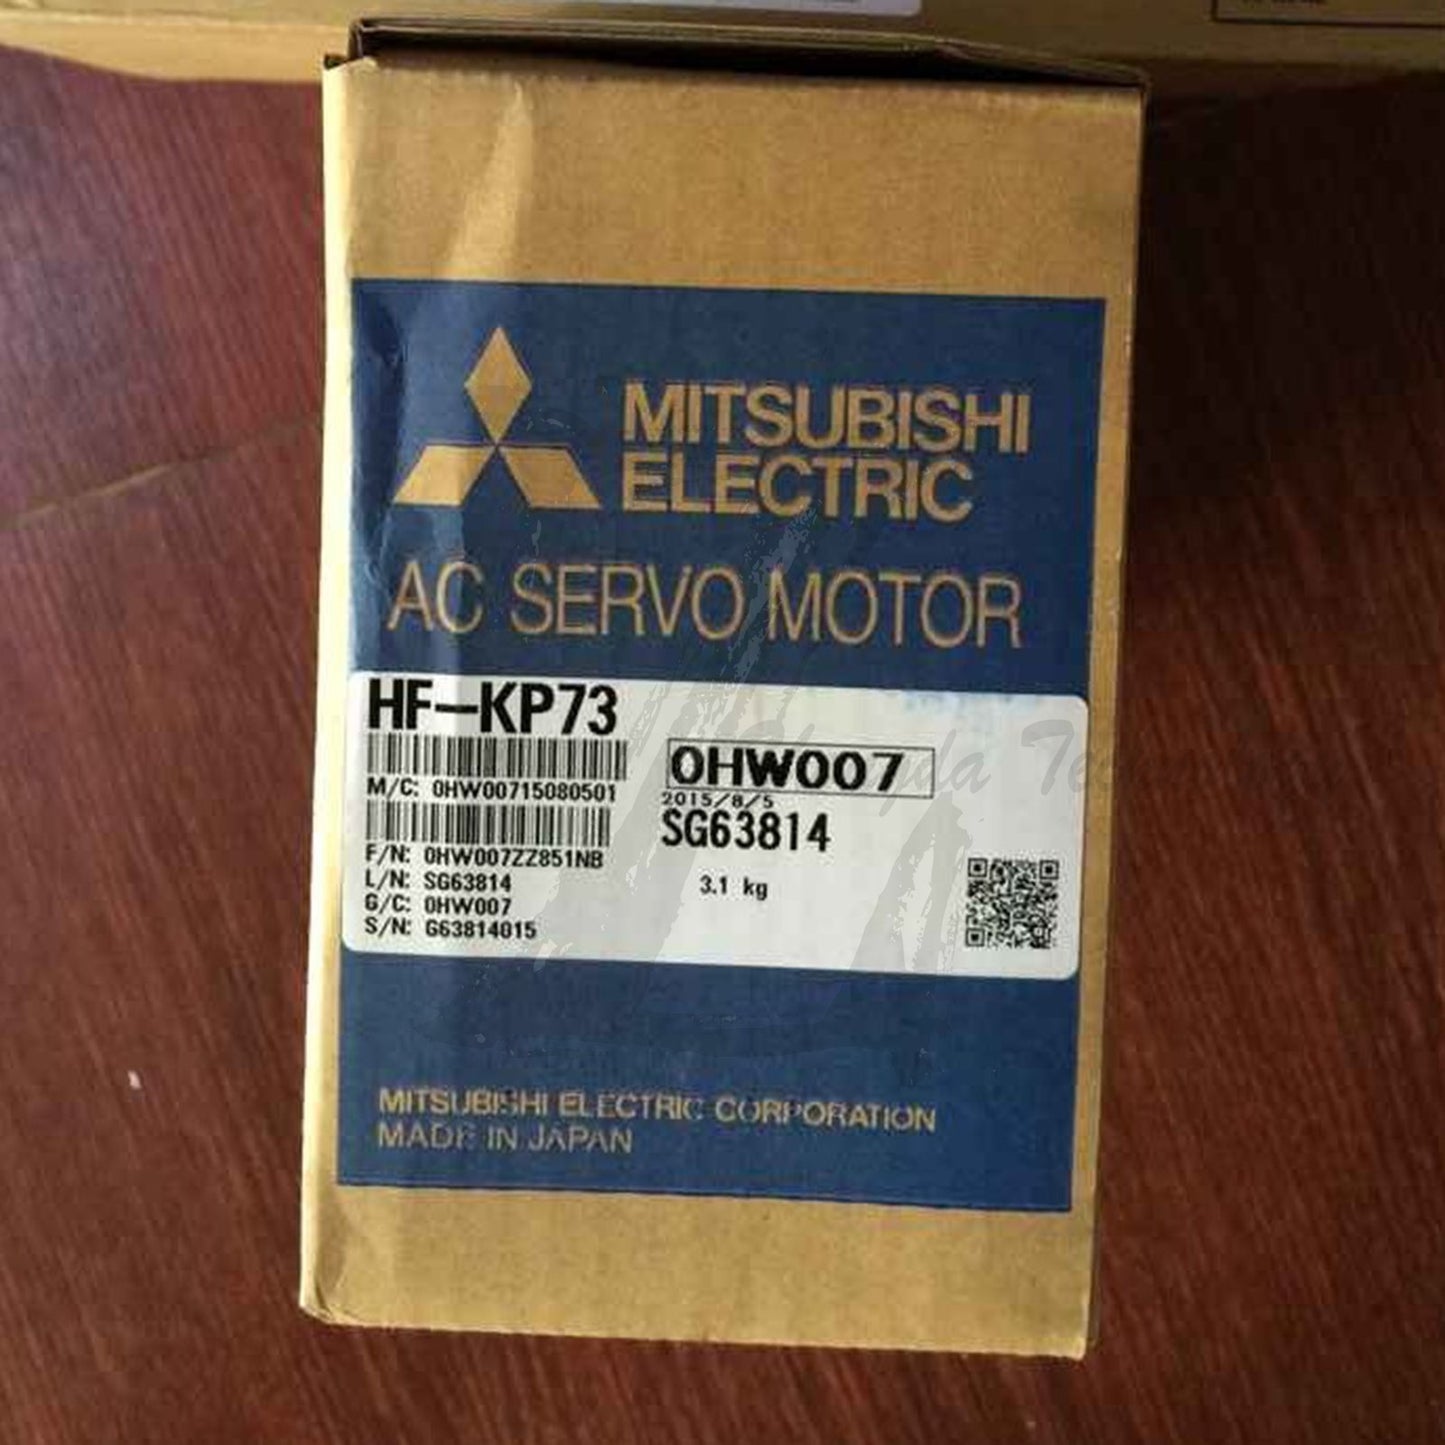 MITSUBISHI
ELECTRIC
AC SERVO MOTOR
HF-KP73
M/C: 0HW00715080501
F/N: 0HW007ZZ851NB
L/N: SG63814
G/C: 0HW007
S/N: G63814015
0HW007
2015/8/5
SG63814
3.1 kg
MITSUBISHI ELECTRIC CORPORATION
MADE IN JAPAN